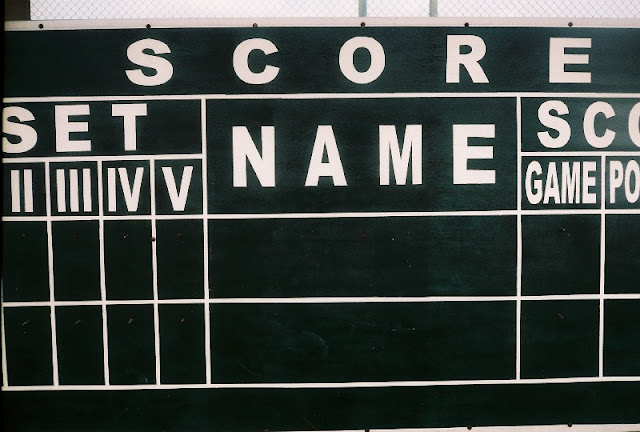 SCORE
SET NAME SCO
II III IV V GAME PO